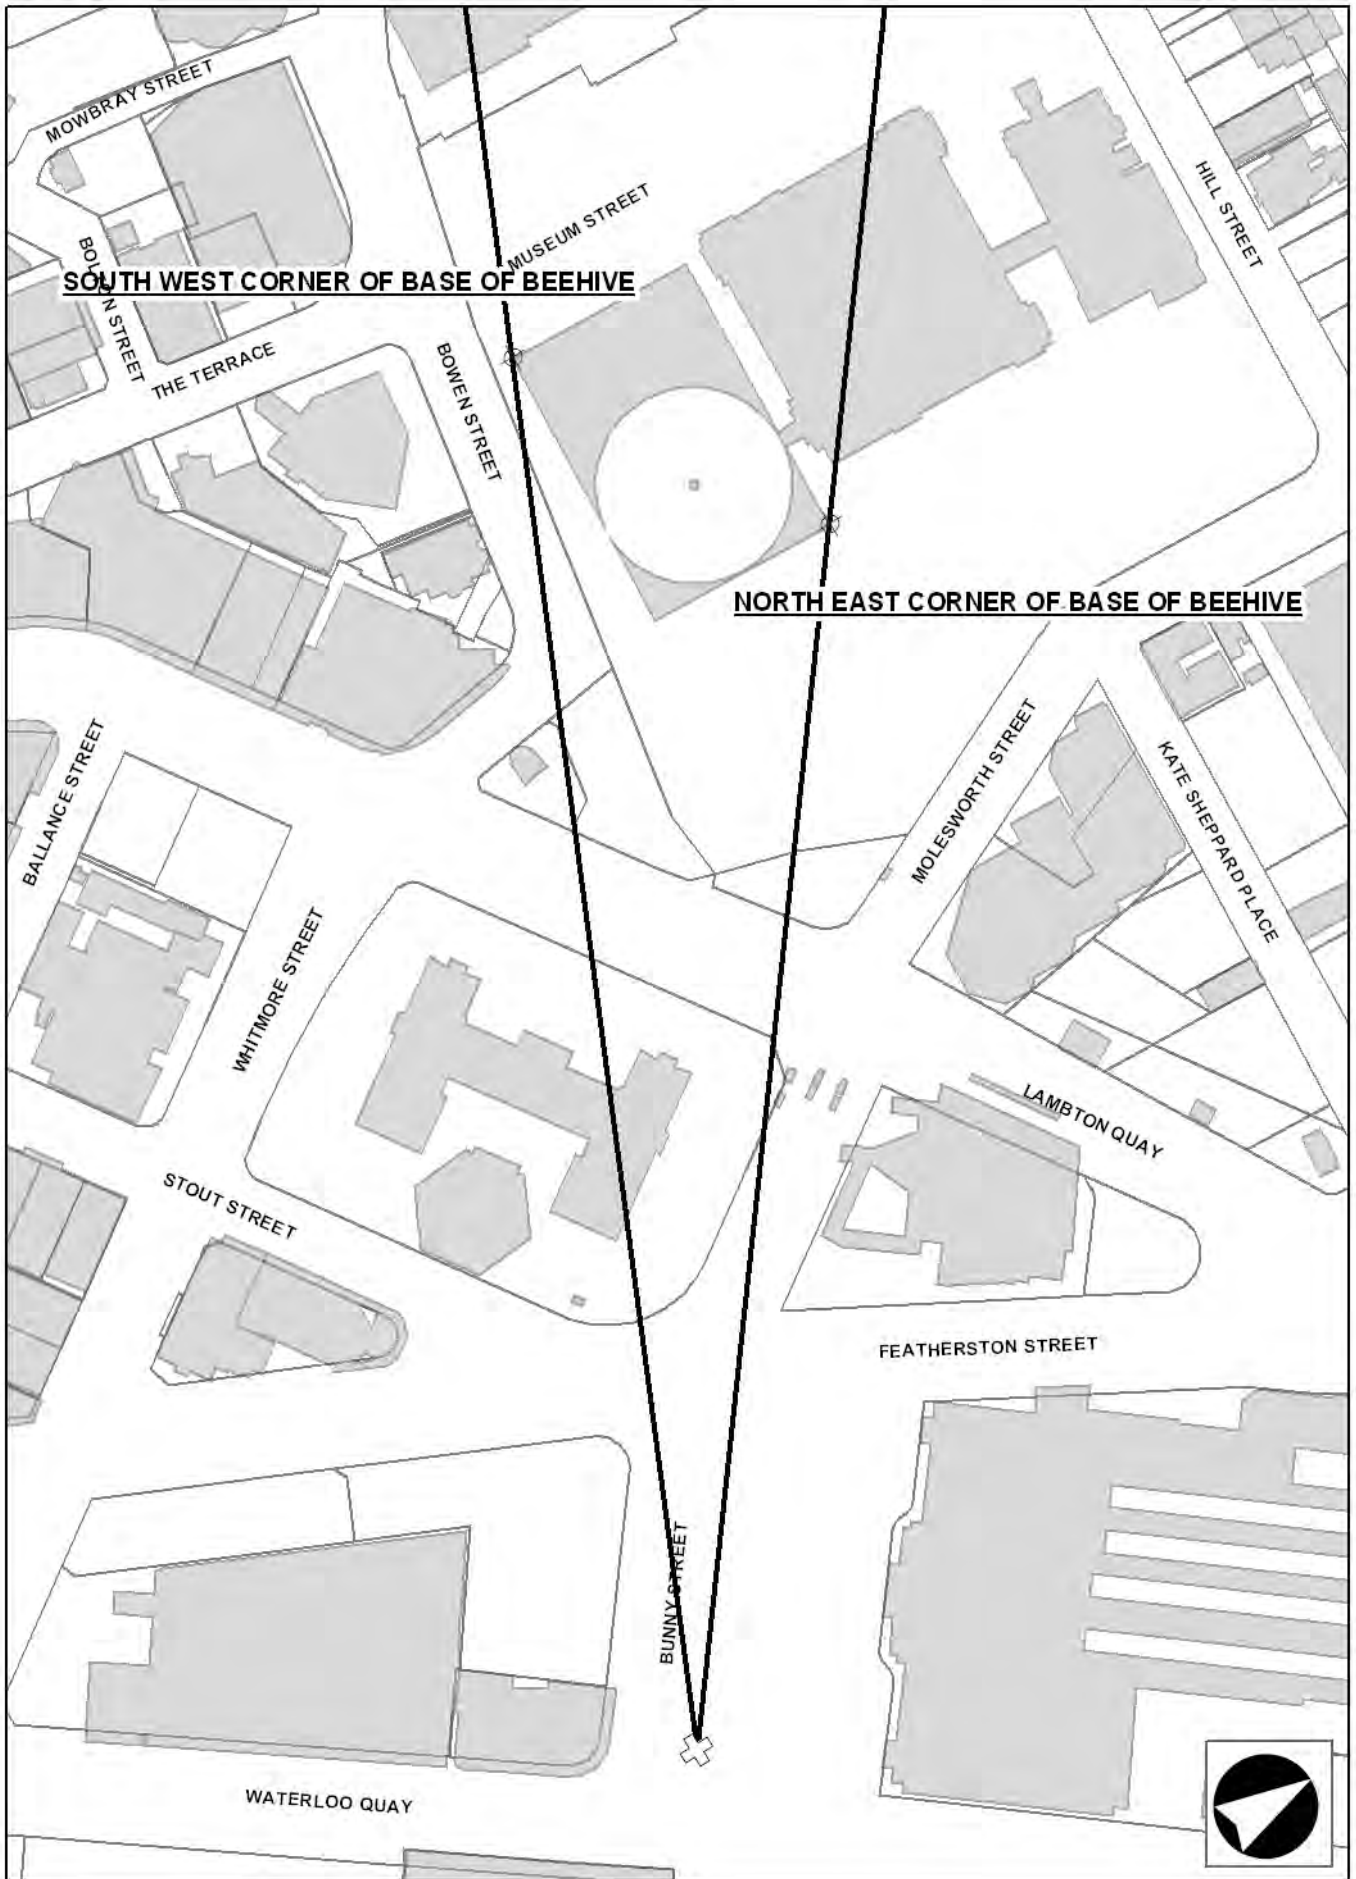 MOWBRAY STREET
HILL STREET
MUSEUM STREET
BOLTON STREET
SOUTH WEST CORNER OF BASE OF BEEHIVE
THE TERRACE
BOWEN STREET
NORTH EAST CORNER OF BASE OF BEEHIVE
BALLANCE STREET
MOLESWORTH STREET
KATE SHEPPARD PLACE
WHITMORE STREET
LAMBTON QUAY
STOUT STREET
FEATHERSTON STREET
BUNNY STREET
WATERLOO QUAY